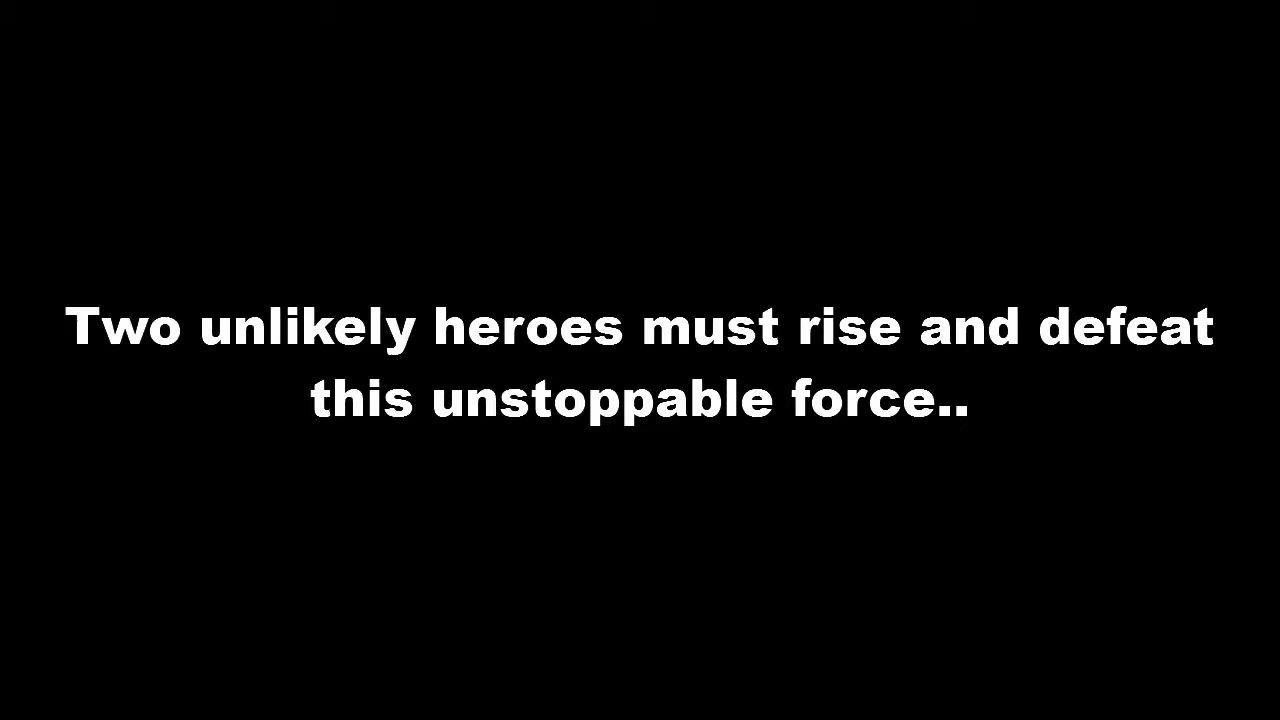 Two unlikely heroes must rise and defeat
this unstoppable force..